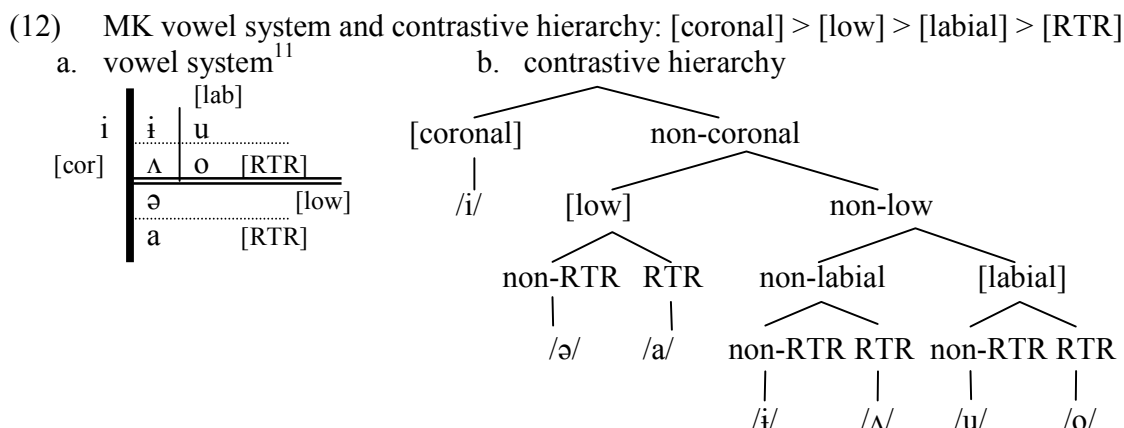 (12) MK vowel system and contrastive hierarchy: [coronal] > [low] > [labial] > [RTR]
a. vowel system11 b. contrastive hierarchy
[lab]
i ɨ u [coronal] non-coronal
[cor] ʌ o [RTR]
ə [low] /i/ [low] non-low
a [RTR]
non-RTR RTR non-labial [labial]
/ə/ /a/ non-RTR RTR non-RTR RTR
/ɨ/ /ʌ/ /u/ /o/